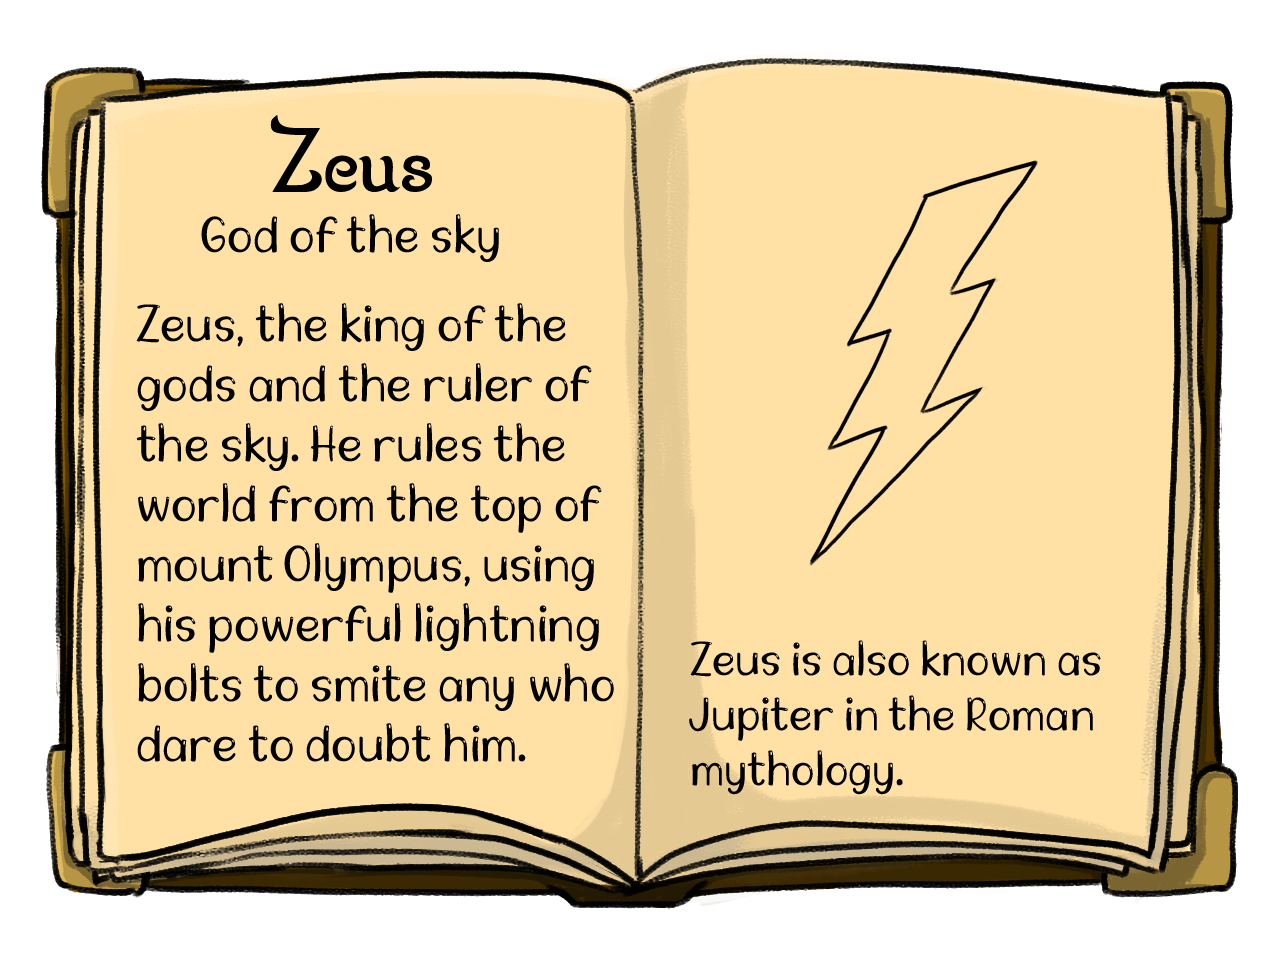 Zeus
God of the sky
Zeus, the king of the
gods and the ruler of
the sky. He rules the
world from the top of
mount Olympus, using
his powerful lightning
bolts to smite any who
dare to doubt him.
Zeus is also known as
Jupiter in the Roman
mythology.